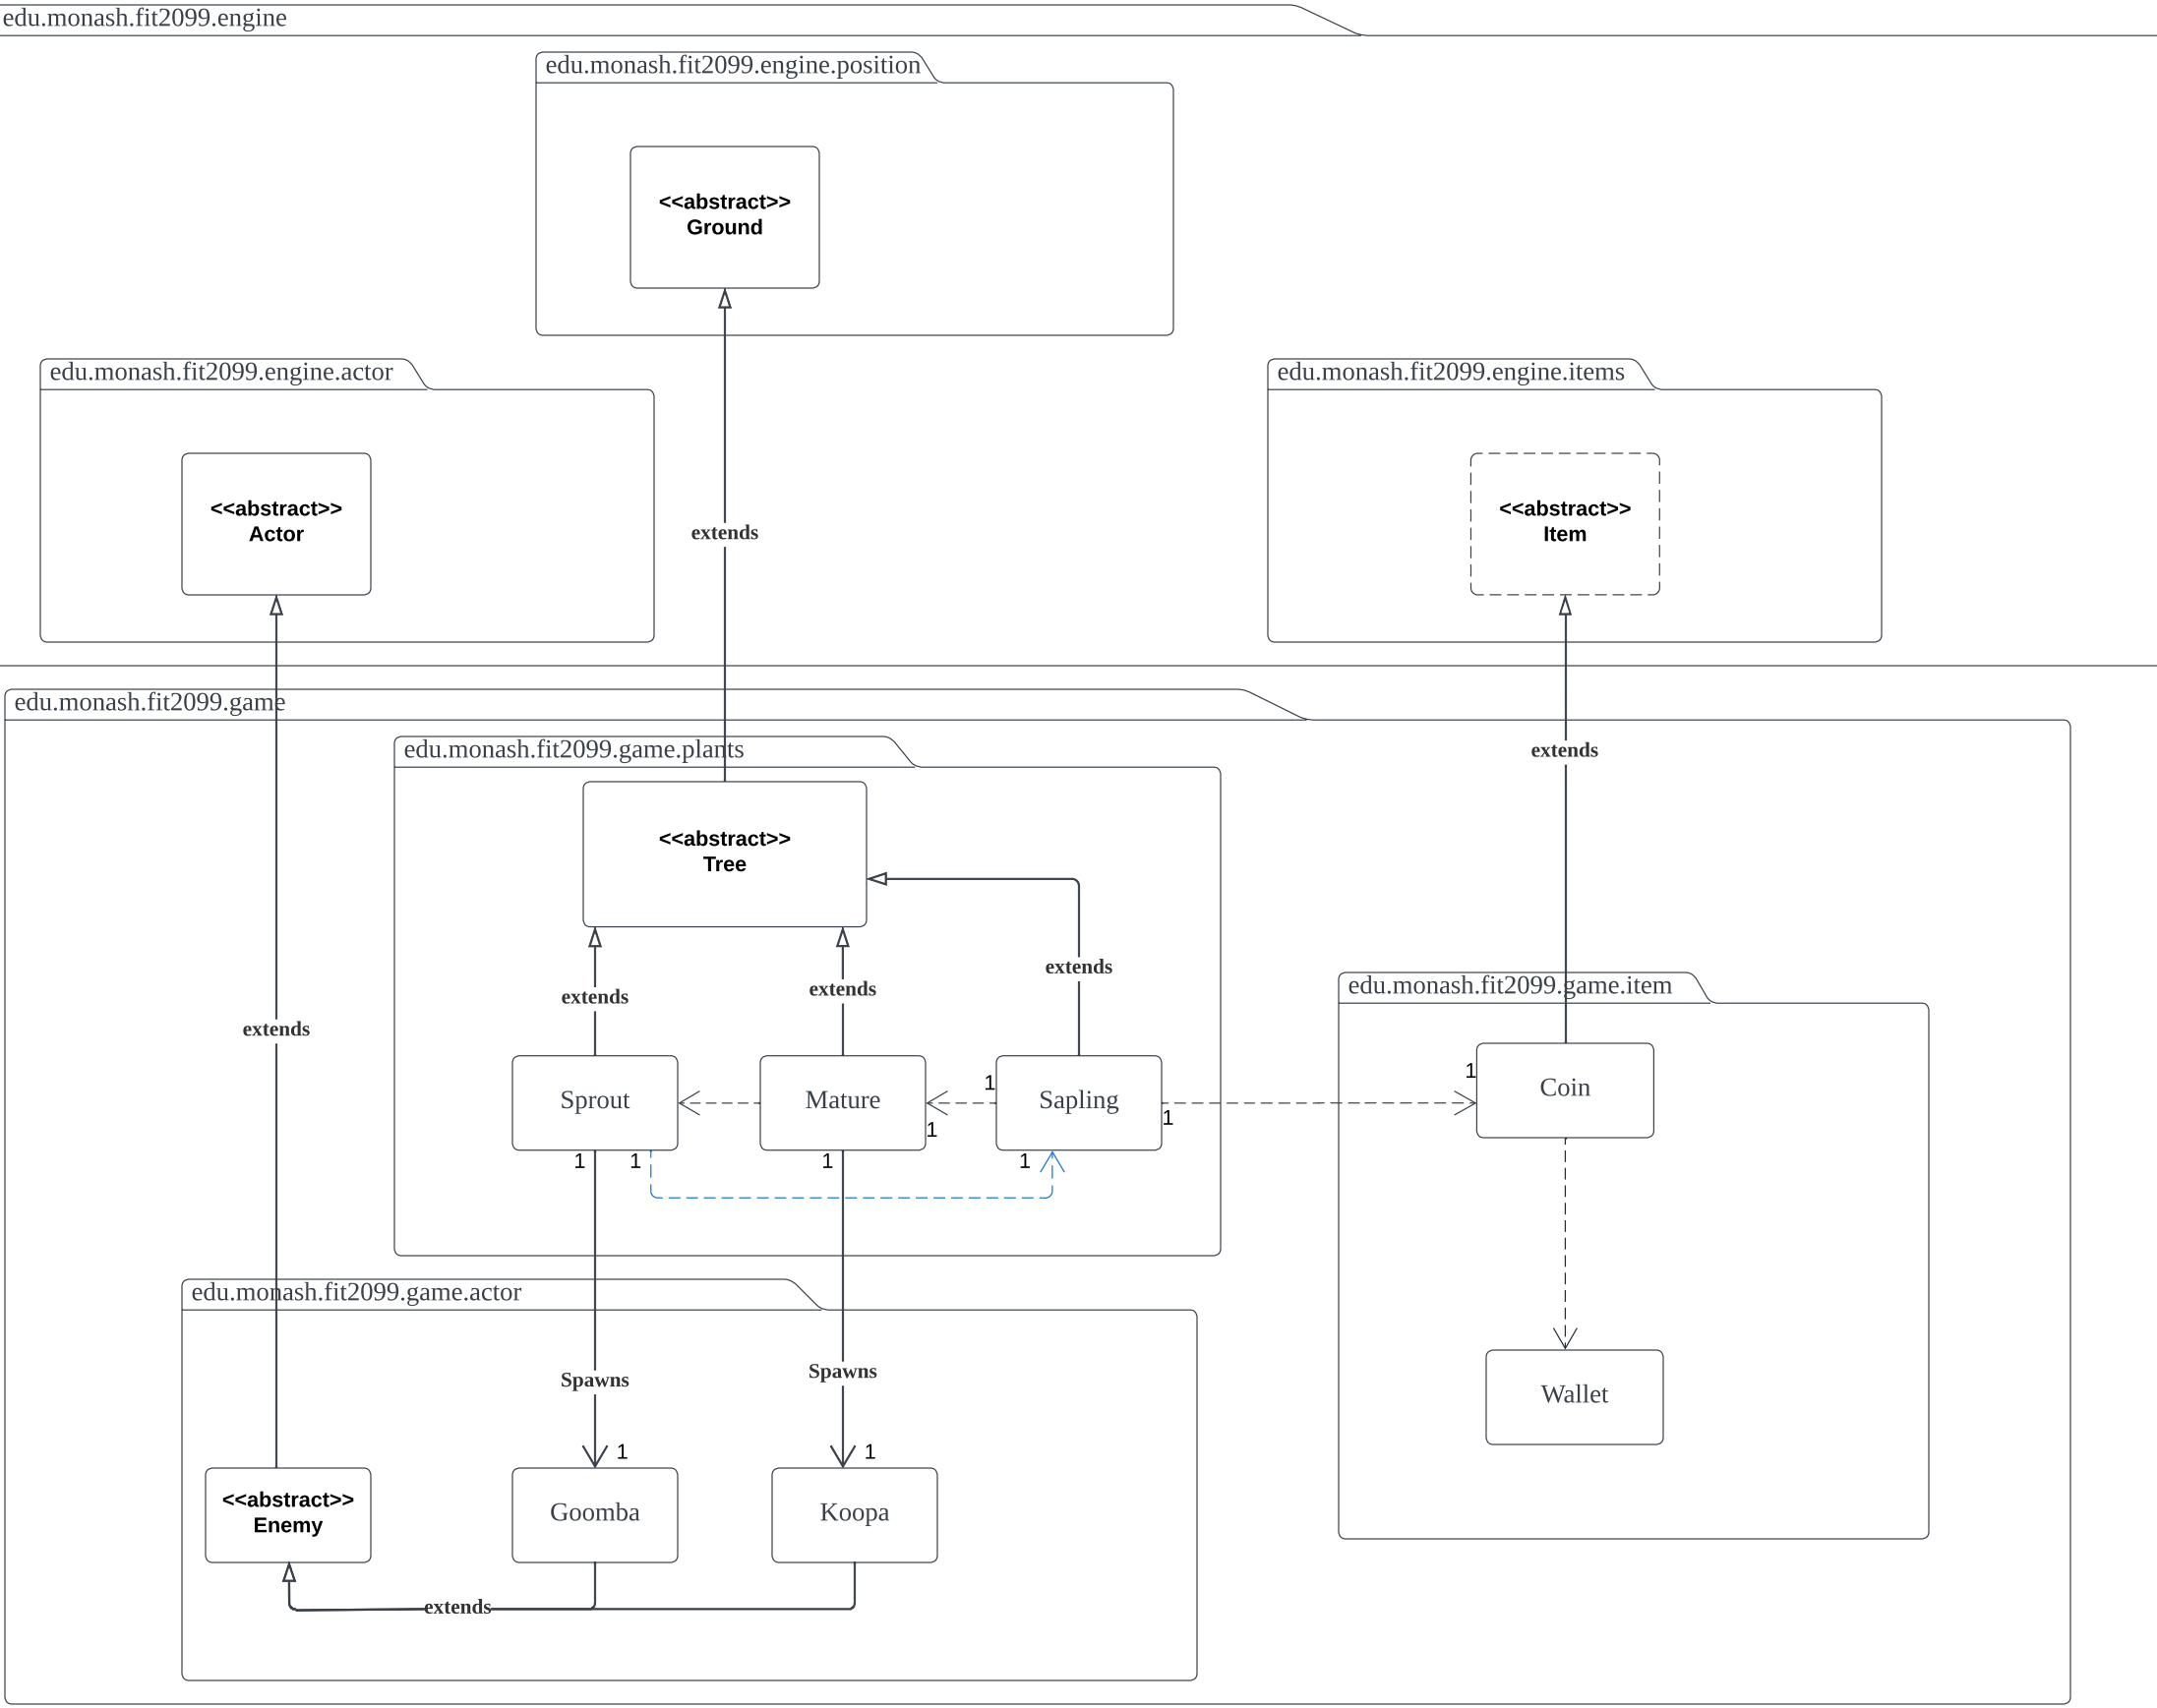 edu.monash.fit2099.engine
edu.monash.fit2099.engine.position
<<abstract>>
Ground
edu.monash.fit2099.engine.actor
edu.monash.fit2099.engine.items
<<abstract>>
Actor
<<abstract>>
Item
extends
edu.monash.fit2099.game
edu.monash.fit2099.game.plants
extends
<<abstract>>
Tree
extends
extends
extends
edu.monash.fit2099.game.item
extends
Sprout
Mature
1
Sapling
1
Coin
1
1
1
1
1
1
edu.monash.fit2099.game.actor
Spawns
Spawns
Wallet
1
1
<<abstract>>
Enemy
Goomba
Koopa
extends